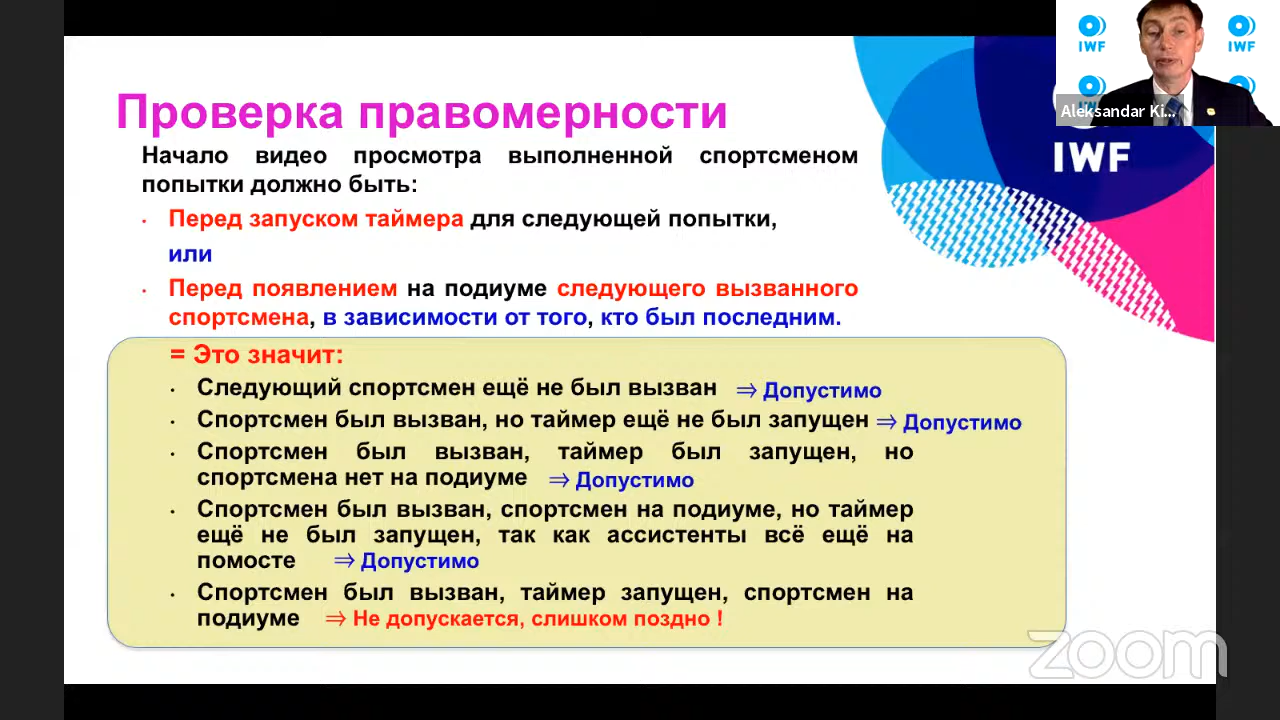 IWF
IWF
Aleksandar Ki...
IWF
Проверка правомерности
Начало видео просмотра выполненной спортсменом
попытки должно быть:
• Перед запуском таймера для следующей попытки,
или
• Перед появлением на подиуме следующего вызванного
спортсмена, в зависимости от того, кто был последним.
= Это значит:
• Следующий спортсмен ещё не был вызван ⇒ Допустимо
• Спортсмен был вызван, но таймер ещё не был запущен ⇒ Допустимо
• Спортсмен был вызван, таймер был запущен, но
спортсмена нет на подиуме ⇒ Допустимо
• Спортсмен был вызван, спортсмен на подиуме, но таймер
ещё не был запущен, так как ассистенты всё ещё на
помосте ⇒ Допустимо
• Спортсмен был вызван, таймер запущен, спортсмен на
подиуме ⇒ Не допускается, слишком поздно !
zoom